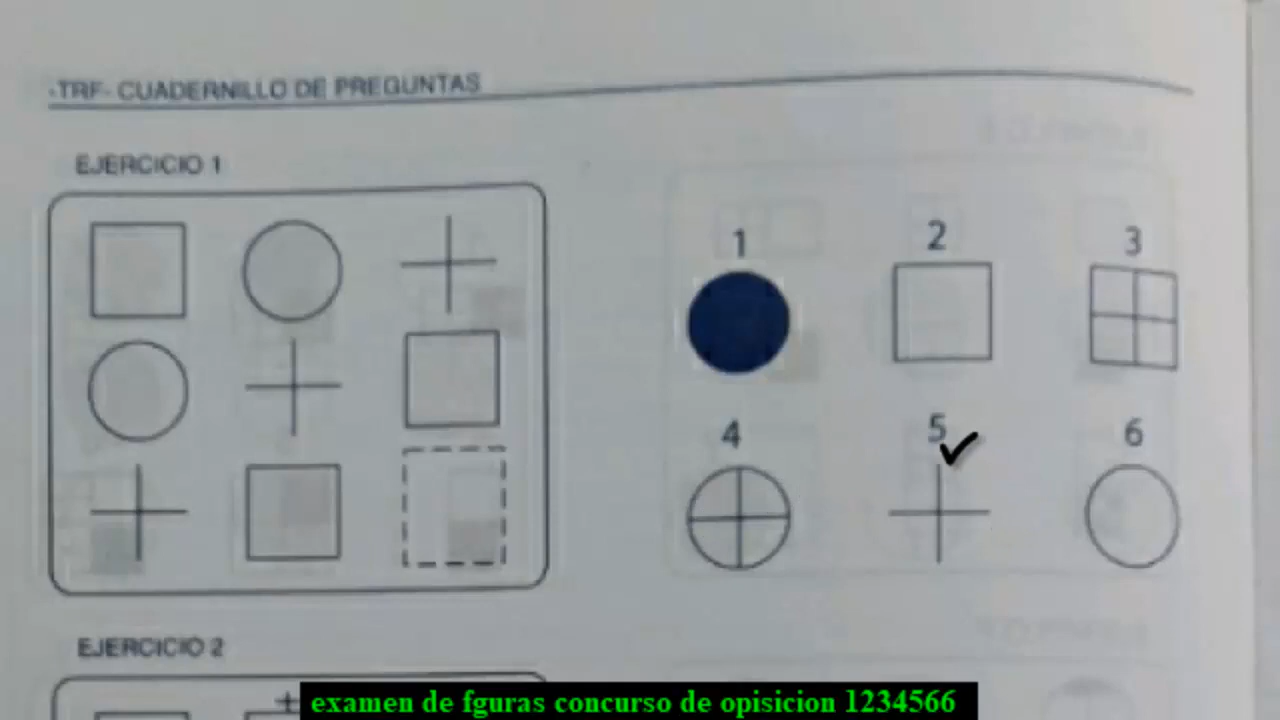 -TRF- CUADERNILLO DE PREGUNTAS
EJERCICIO 1
1 2 3
4 5 6
EJERCICIO 2
examen de fguras concurso de opisicion 1234566